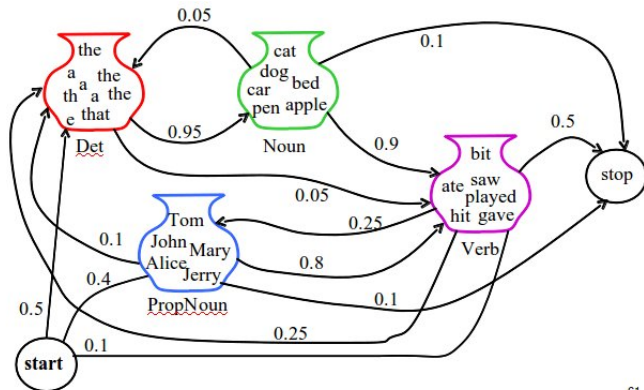 0.05
the
a
a
the
th
a
the
e
that
Det
cat
dog
bed
car
pen
apple
Noun
0.1
0.95
0.9
0.5
bit
ate
saw
played
hit
gave
Verb
stop
0.05
0.25
Tom
John
Mary
Alice
Jerry
PropNoun
0.1
0.4
0.8
0.1
0.5
0.25
0.1
start